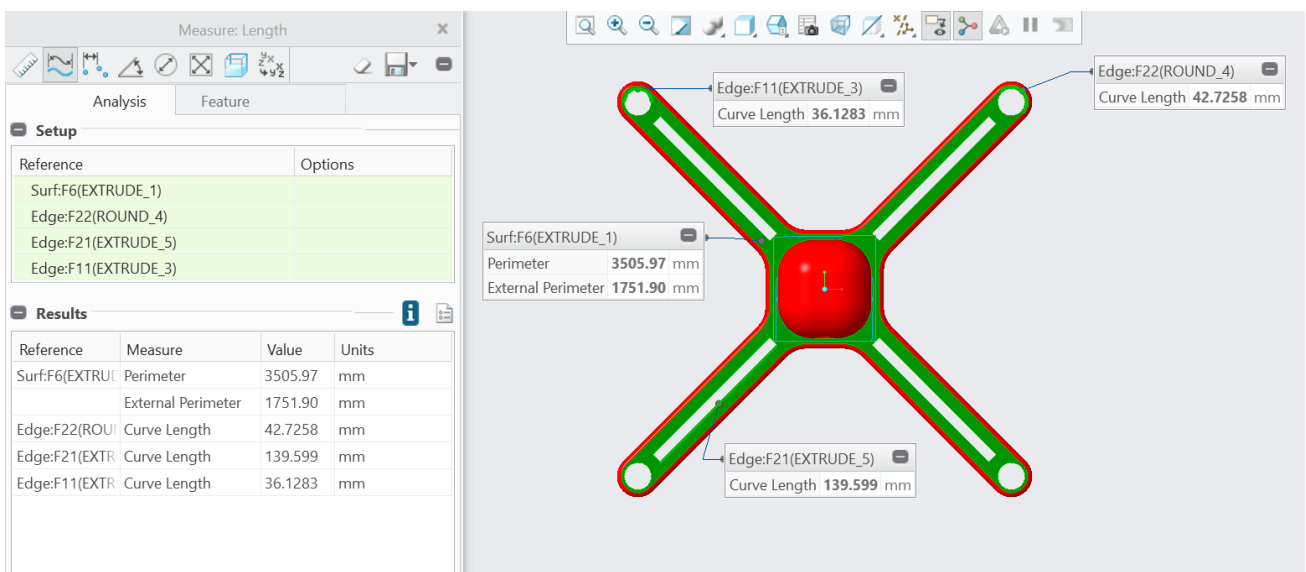 Measure: Length
Analysis Feature
Setup
Reference Options
Surf:F6(EXTRUDE_1)
Edge:F22(ROUND_4)
Edge:F21(EXTRUDE_5)
Edge:F11(EXTRUDE_3)
Results
Reference Measure Value Units
Surf:F6(EXTRUD Perimeter 3505.97 mm
External Perimeter 1751.90 mm
Edge:F22(ROU Curve Length 42.7258 mm
Edge:F21(EXTR Curve Length 139.599 mm
Edge:F11(EXTR Curve Length 36.1283 mm
Edge:F11(EXTRUDE_3)
Curve Length 36.1283 mm
Edge:F22(ROUND_4)
Curve Length 42.7258 mm
Surf:F6(EXTRUDE_1)
Perimeter 3505.97 mm
External Perimeter 1751.90 mm
Edge:F21(EXTRUDE_5)
Curve Length 139.599 mm